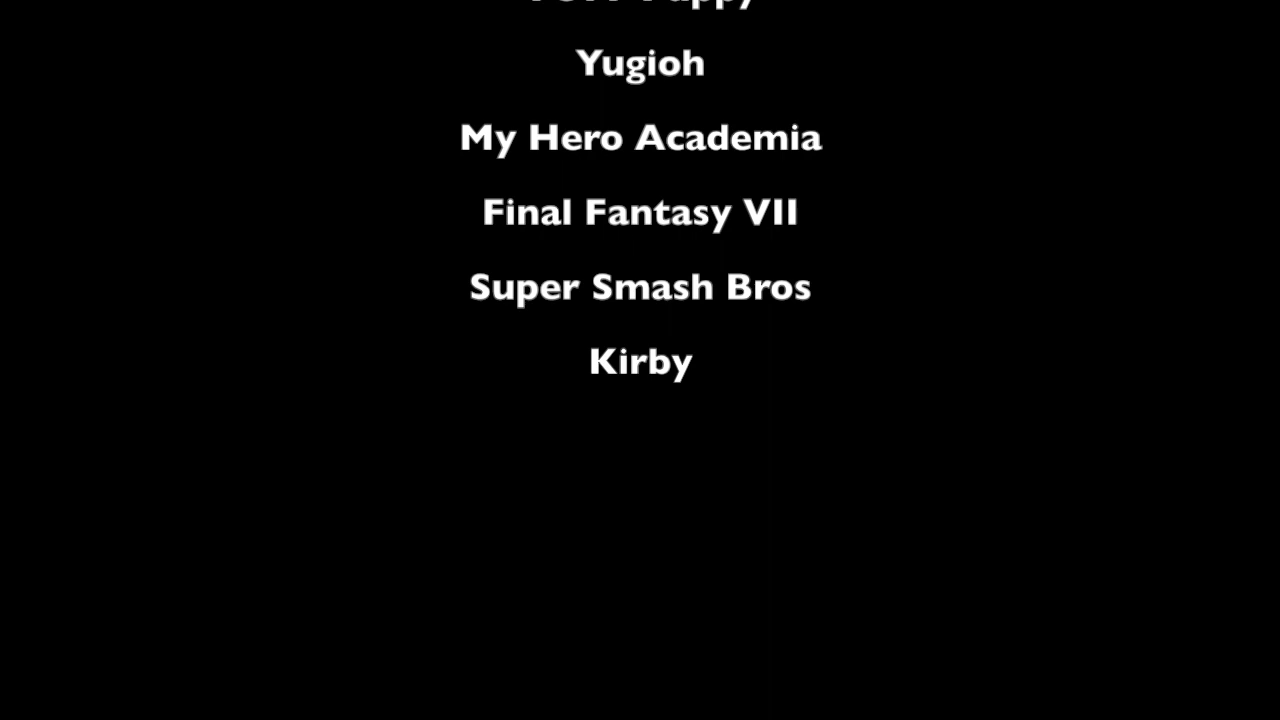 Yugioh
My Hero Academia
Final Fantasy VII
Super Smash Bros
Kirby